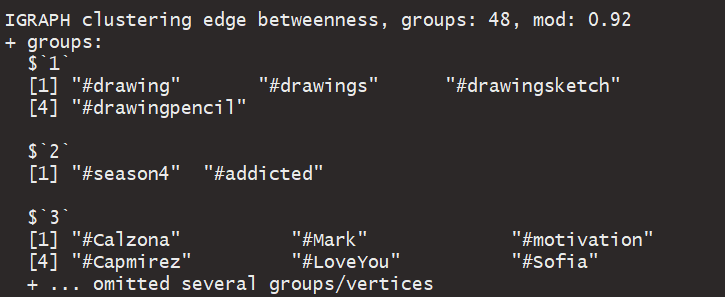 IGRAPH clustering edge betweenness, groups: 48, mod: 0.92
+ groups:
  $`1`
  [1] "#drawing"       "#drawings"      "#drawingsketch"
  [4] "#drawingpencil"

  $`2`
  [1] "#season4"  "#addicted"

  $`3`
  [1] "#Calzona"          "#Mark"             "#motivation"
  [4] "#Capmirez"         "#LoveYou"          "#Sofia"
  + ... omitted several groups/vertices